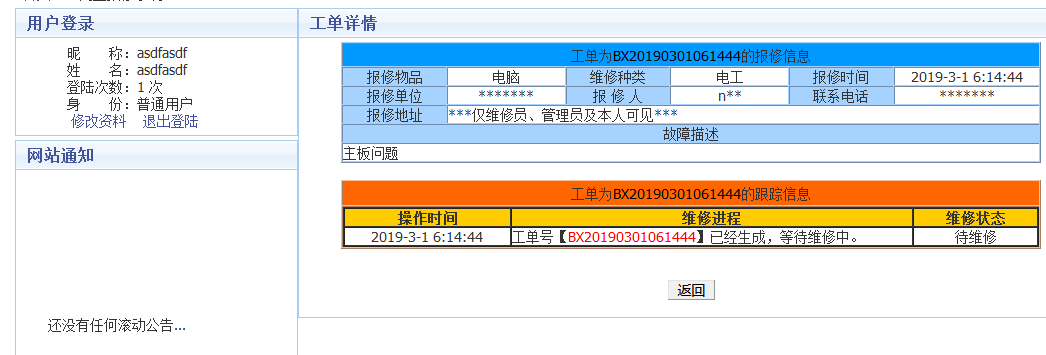 用户登录
昵 称：asdfasdf
姓 名：asdfasdf
登陆次数：1 次
身 份：普通用户
修改资料 退出登陆
网站通知
还没有任何滚动公告...
工单详情
工单为BX20190301061444的报修信息
报修物品 电脑 维修种类 电工 报修时间 2019-3-1 6:14:44
报修单位 ******* 报 修 人 n** 联系电话 *******
报修地址 ***仅维修员、管理员及本人可见***
故障描述
主板问题
工单为BX20190301061444的跟踪信息
操作时间 维修进程 维修状态
2019-3-1 6:14:44 工单号【BX20190301061444】已经生成，等待维修中。 待维修
返回